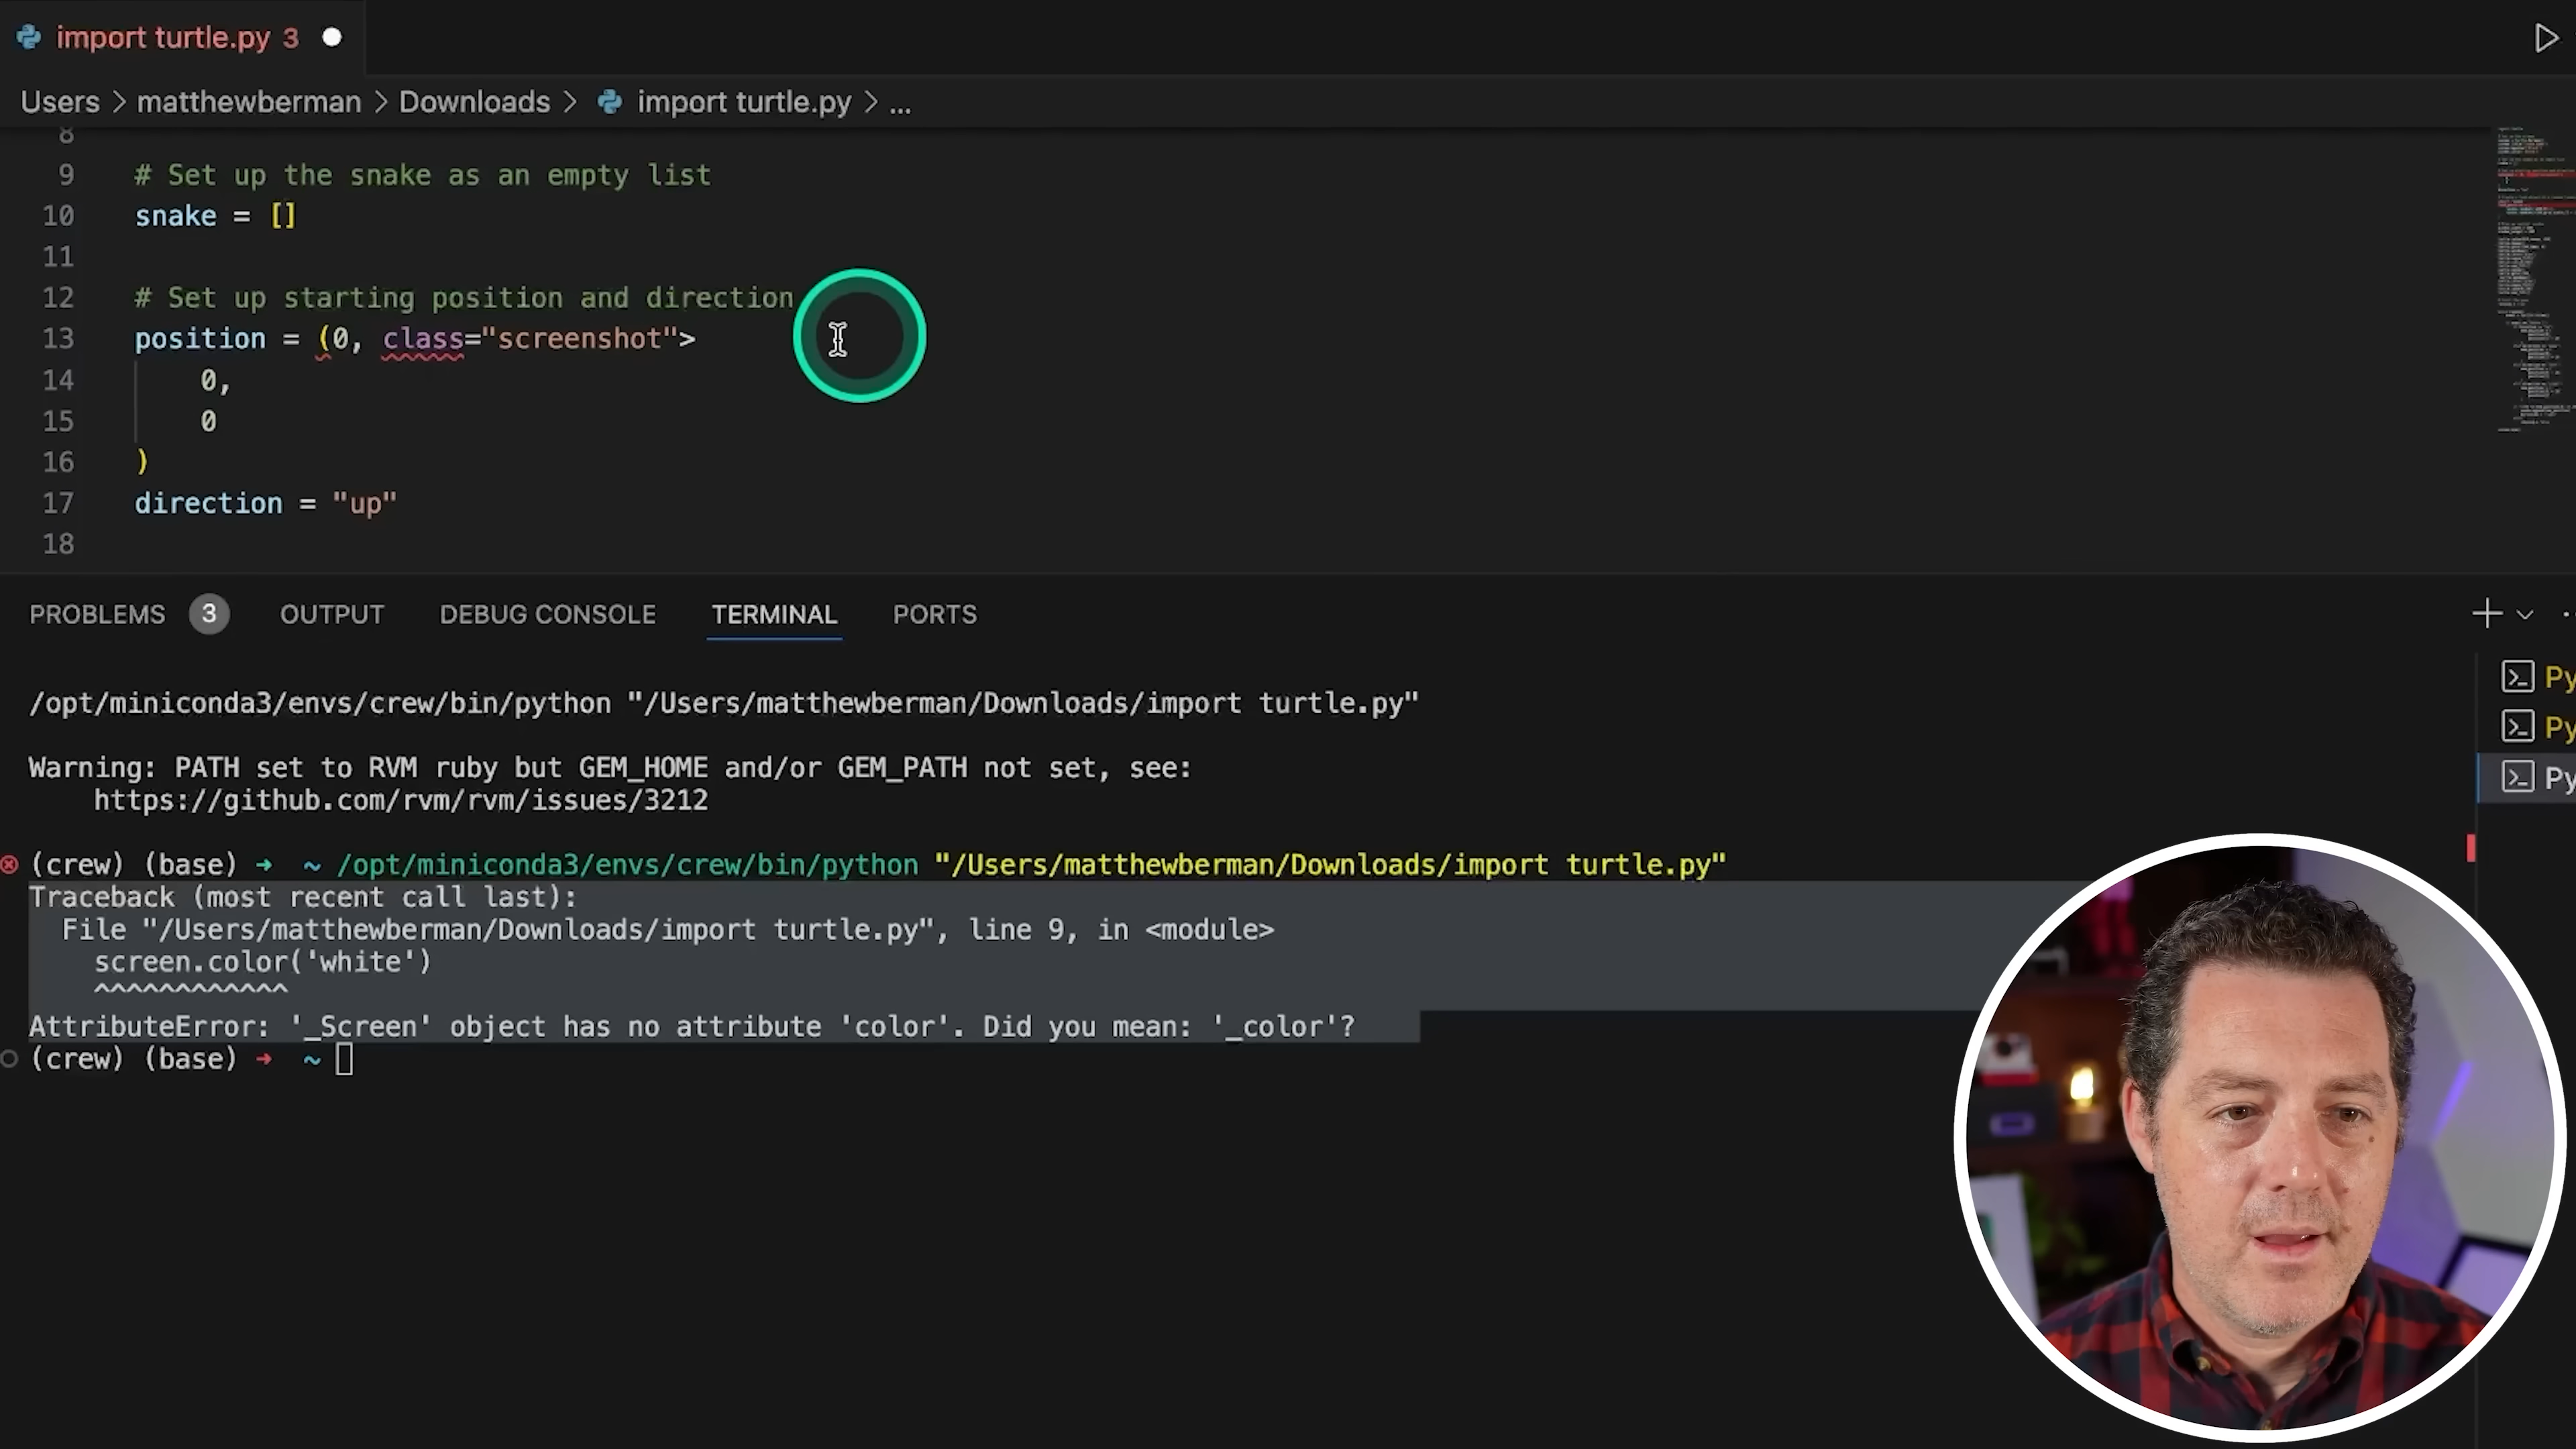 import turtle.py 3
Users > matthewberman > Downloads > import turtle.py > ...
8
9 # Set up the snake as an empty list
10 snake = []
11
12 # Set up starting position and direction
13 position = (0, class="screenshot">
14 0,
15 0
16 )
17 direction = "up"
18
PROBLEMS 3 OUTPUT DEBUG CONSOLE TERMINAL PORTS
/opt/miniconda3/envs/crew/bin/python "/Users/matthewberman/Downloads/import turtle.py"
Warning: PATH set to RVM ruby but GEM_HOME and/or GEM_PATH not set, see:
https://github.com/rvm/rvm/issues/3212
(crew) (base) → ~ /opt/miniconda3/envs/crew/bin/python "/Users/matthewberman/Downloads/import turtle.py"
Traceback (most recent call last):
File "/Users/matthewberman/Downloads/import turtle.py", line 9, in <module>
screen.color('white')
^^^^^^^^^^^^
AttributeError: '_Screen' object has no attribute 'color'. Did you mean: '_color'?
(crew) (base) → ~
Py
Py
Py